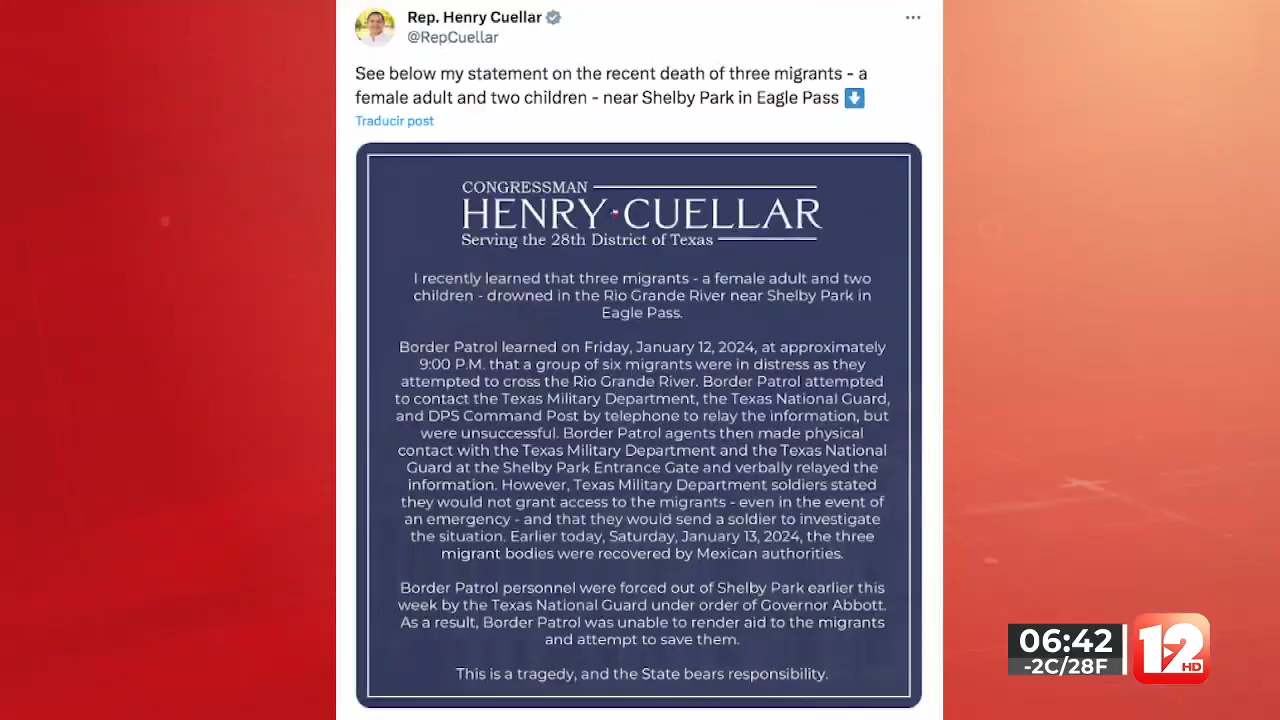 Rep. Henry Cuellar
@RepCuellar
See below my statement on the recent death of three migrants - a
female adult and two children - near Shelby Park in Eagle Pass
Traducir post
CONGRESSMAN
HENRY CUELLAR
Serving the 28th District of Texas
I recently learned that three migrants - a female adult and two
children - drowned in the Rio Grande River near Shelby Park in
Eagle Pass.
Border Patrol learned on Friday, January 12, 2024, at approximately
9:00 P.M. that a group of six migrants were in distress as they
attempted to cross the Rio Grande River. Border Patrol attempted
to contact the Texas Military Department, the Texas National Guard,
and DPS Command Post by telephone to relay the information, but
were unsuccessful. Border Patrol agents then made physical
contact with the Texas Military Department and the Texas National
Guard at the Shelby Park Entrance Gate and verbally relayed the
information. However, Texas Military Department soldiers stated
they would not grant access to the migrants - even in the event of
an emergency - and that they would send a soldier to investigate
the situation. Earlier today, Saturday, January 13, 2024, the three
migrant bodies were recovered by Mexican authorities.
Border Patrol personnel were forced out of Shelby Park earlier this
week by the Texas National Guard under order of Governor Abbott.
As a result, Border Patrol was unable to render aid to the migrants
and attempt to save them.
This is a tragedy, and the State bears responsibility.
06:42
-2C/28F
12
HD